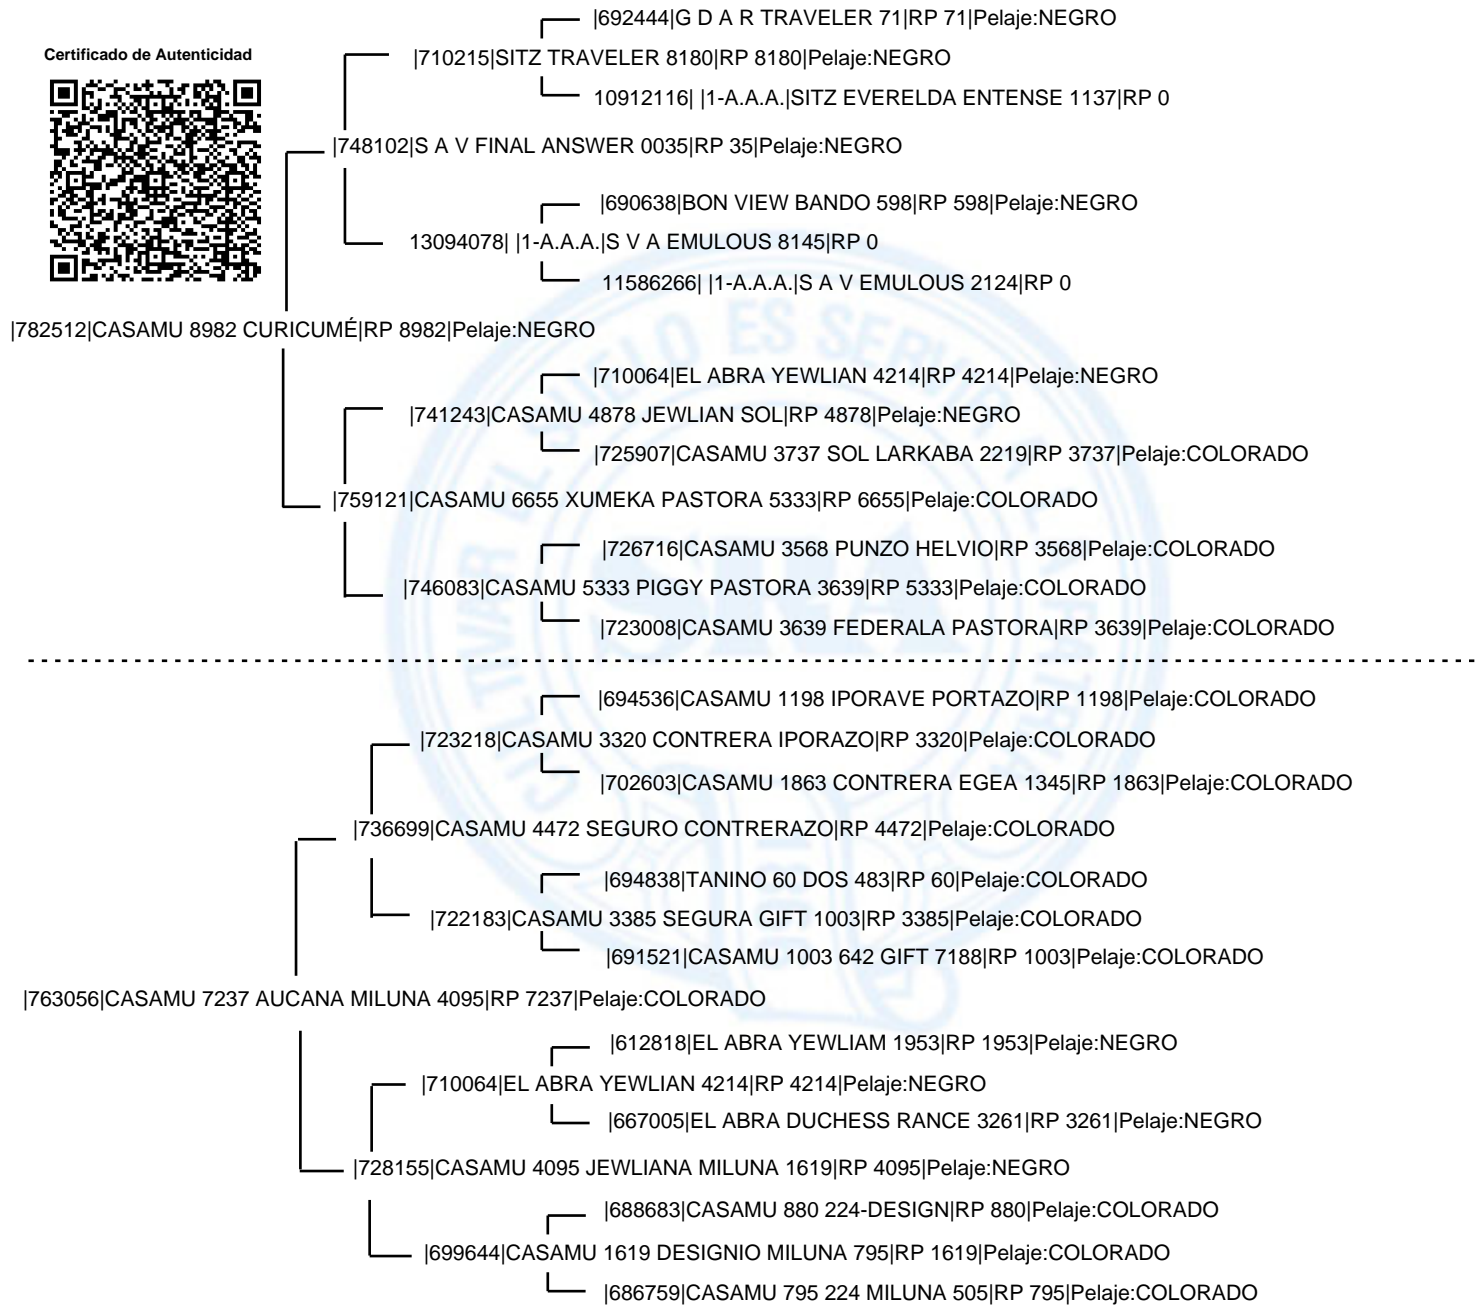 |692444|G D A R TRAVELER 71|RP 71|Pelaje:NEGRO
Certificado de Autenticidad
|710215|SITZ TRAVELER 8180|RP 8180|Pelaje:NEGRO
10912116| |1-A.A.A.|SITZ EVERELDA ENTENSE 1137|RP 0
|748102|S A V FINAL ANSWER 0035|RP 35|Pelaje:NEGRO
|690638|BON VIEW BANDO 598|RP 598|Pelaje:NEGRO
13094078| |1-A.A.A.|S V A EMULOUS 8145|RP 0
11586266| |1-A.A.A.|S A V EMULOUS 2124|RP 0
|782512|CASAMU 8982 CURICUMÉ|RP 8982|Pelaje:NEGRO
|710064|EL ABRA YEWLIAN 4214|RP 4214|Pelaje:NEGRO
|741243|CASAMU 4878 JEWLIAN SOL|RP 4878|Pelaje:NEGRO
|725907|CASAMU 3737 SOL LARKABA 2219|RP 3737|Pelaje:COLORADO
|759121|CASAMU 6655 XUMEKA PASTORA 5333|RP 6655|Pelaje:COLORADO
|726716|CASAMU 3568 PUNZO HELVIO|RP 3568|Pelaje:COLORADO
|746083|CASAMU 5333 PIGGY PASTORA 3639|RP 5333|Pelaje:COLORADO
|723008|CASAMU 3639 FEDERALA PASTORA|RP 3639|Pelaje:COLORADO
|694536|CASAMU 1198 IPORAVE PORTAZO|RP 1198|Pelaje:COLORADO
|723218|CASAMU 3320 CONTRERA IPORAZO|RP 3320|Pelaje:COLORADO
|702603|CASAMU 1863 CONTRERA EGEA 1345|RP 1863|Pelaje:COLORADO
|736699|CASAMU 4472 SEGURO CONTRERAZO|RP 4472|Pelaje:COLORADO
|694838|TANINO 60 DOS 483|RP 60|Pelaje:COLORADO
|722183|CASAMU 3385 SEGURA GIFT 1003|RP 3385|Pelaje:COLORADO
|691521|CASAMU 1003 642 GIFT 7188|RP 1003|Pelaje:COLORADO
|763056|CASAMU 7237 AUCANA MILUNA 4095|RP 7237|Pelaje:COLORADO
|612818|EL ABRA YEWLIAM 1953|RP 1953|Pelaje:NEGRO
|710064|EL ABRA YEWLIAN 4214|RP 4214|Pelaje:NEGRO
|667005|EL ABRA DUCHESS RANCE 3261|RP 3261|Pelaje:NEGRO
|728155|CASAMU 4095 JEWLIANA MILUNA 1619|RP 4095|Pelaje:NEGRO
|688683|CASAMU 880 224-DESIGN|RP 880|Pelaje:COLORADO
|699644|CASAMU 1619 DESIGNIO MILUNA 795|RP 1619|Pelaje:COLORADO
|686759|CASAMU 795 224 MILUNA 505|RP 795|Pelaje:COLORADO
CULTIVAR EL SUELO ES SERVIR A LA PATRIA
SRA